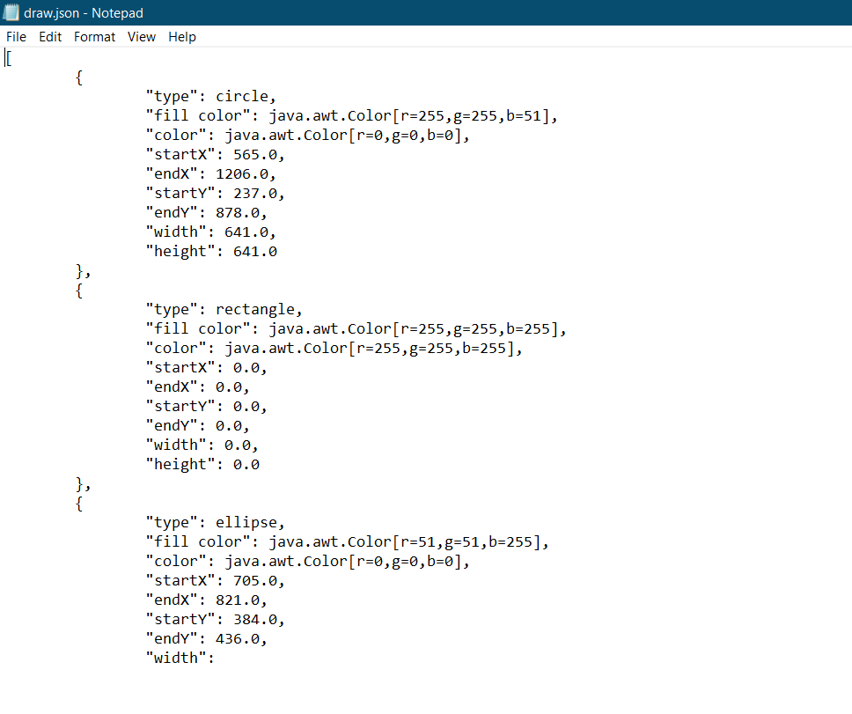 draw.json - Notepad
File Edit Format View Help
[
{
"type": circle,
"fill color": java.awt.Color[r=255,g=255,b=51],
"color": java.awt.Color[r=0,g=0,b=0],
"startX": 565.0,
"endX": 1206.0,
"startY": 237.0,
"endY": 878.0,
"width": 641.0,
"height": 641.0
},
{
"type": rectangle,
"fill color": java.awt.Color[r=255,g=255,b=255],
"color": java.awt.Color[r=255,g=255,b=255],
"startX": 0.0,
"endX": 0.0,
"startY": 0.0,
"endY": 0.0,
"width": 0.0,
"height": 0.0
},
{
"type": ellipse,
"fill color": java.awt.Color[r=51,g=51,b=255],
"color": java.awt.Color[r=0,g=0,b=0],
"startX": 705.0,
"endX": 821.0,
"startY": 384.0,
"endY": 436.0,
"width":